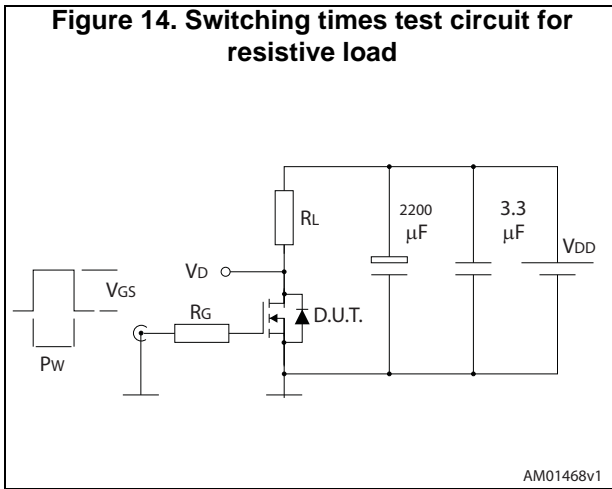 Figure 14. Switching times test circuit for
resistive load
RL
2200
μF
3.3
μF
VDD
VD
VGS
RG
D.U.T.
PW
AM01468v1